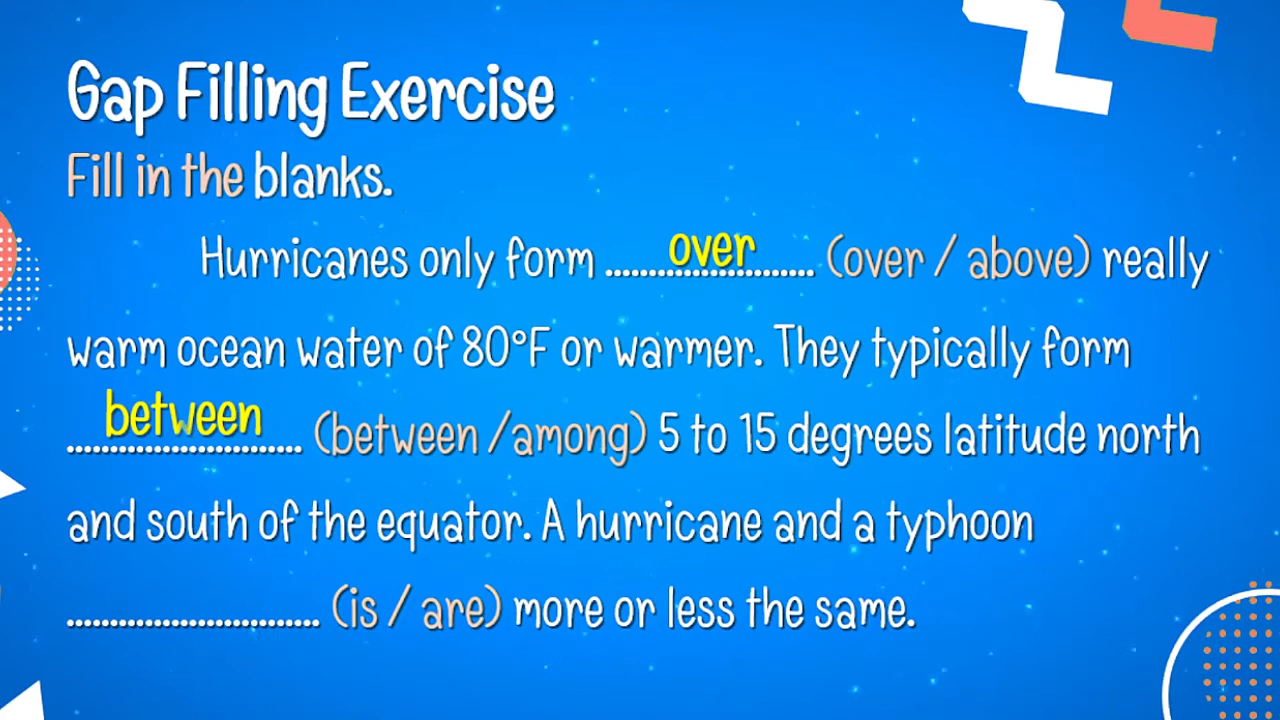 Gap Filling Exercise
Fill in the blanks.
Hurricanes only form ........over........ (over / above) really
warm ocean water of 80°F or warmer. They typically form
........between........ (between /among) 5 to 15 degrees latitude north
and south of the equator. A hurricane and a typhoon
............................. (is / are) more or less the same.